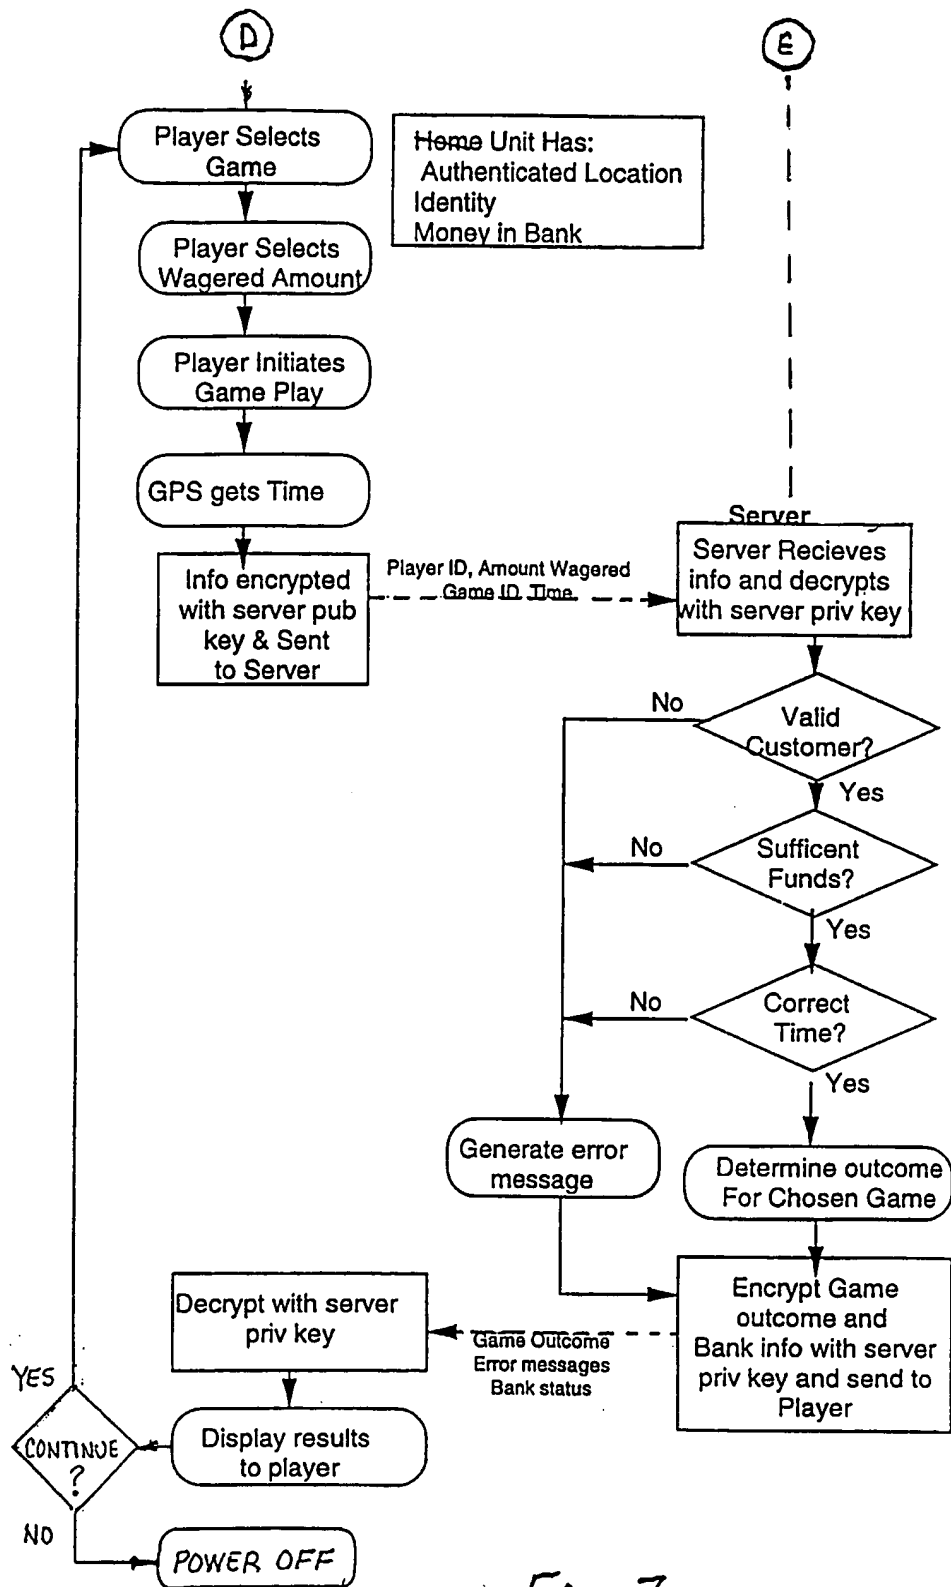 D
E
Player Selects
Game
Home Unit Has:
Authenticated Location
Identity
Money in Bank
Player Selects
Wagered Amount
Player Initiates
Game Play
GPS gets Time
Info encrypted
with server pub
key & Sent
to Server
Player ID, Amount Wagered
Game ID, Time
Server
Server Recieves
info and decrypts
with server priv key
Valid
Customer?
No
Yes
Sufficent
Funds?
No
Yes
Correct
Time?
No
Yes
Generate error
message
Determine outcome
For Chosen Game
Encrypt Game
outcome and
Bank info with server
priv key and send to
Player
Game Outcome
Error messages
Bank status
Decrypt with server
priv key
Display results
to player
YES
CONTINUE
?
NO
POWER OFF